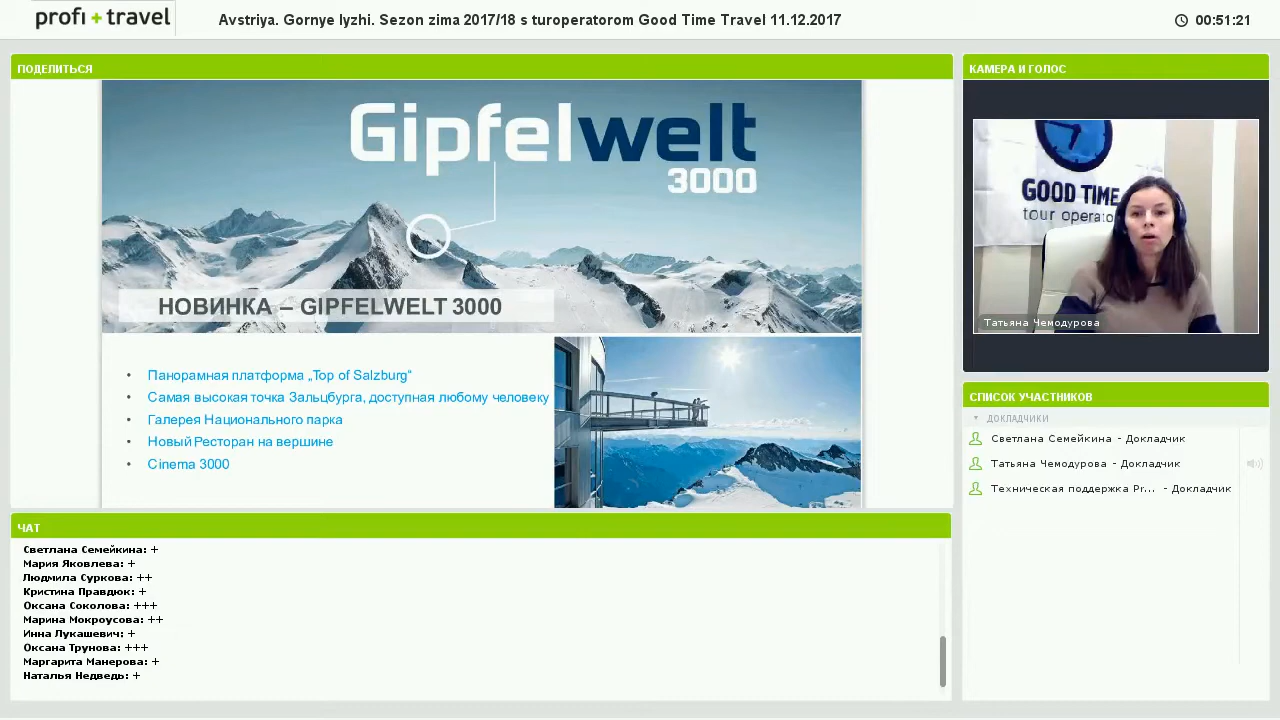 profi + travel
Avstriya. Gornye lyzhi. Sezon zima 2017/18 s turoperatorom Good Time Travel 11.12.2017
00:51:21
ПОДЕЛИТЬСЯ
Gipfelwelt
3000
НОВИНКА – GIPFELWELT 3000
• Панорамная платформа „Top of Salzburg“
• Самая высокая точка Зальцбурга, доступная любому человеку
• Галерея Национального парка
• Новый Ресторан на вершине
• Cinema 3000
ЧАТ
Светлана Семейкина: +
Мария Яковлева: +
Людмила Суркова: ++
Кристина Правдюк: +
Оксана Соколова: +++
Марина Мокроусова: ++
Инна Лукашевич: +
Оксана Трунова: +++
Маргарита Манерова: +
Наталья Недведь: +
КАМЕРА И ГОЛОС
GOOD TIME
tour operator
Татьяна Чемодурова
СПИСОК УЧАСТНИКОВ
ДОКЛАДЧИКИ
Светлана Семейкина - Докладчик
Татьяна Чемодурова - Докладчик
Техническая поддержка Pr... - Докладчик